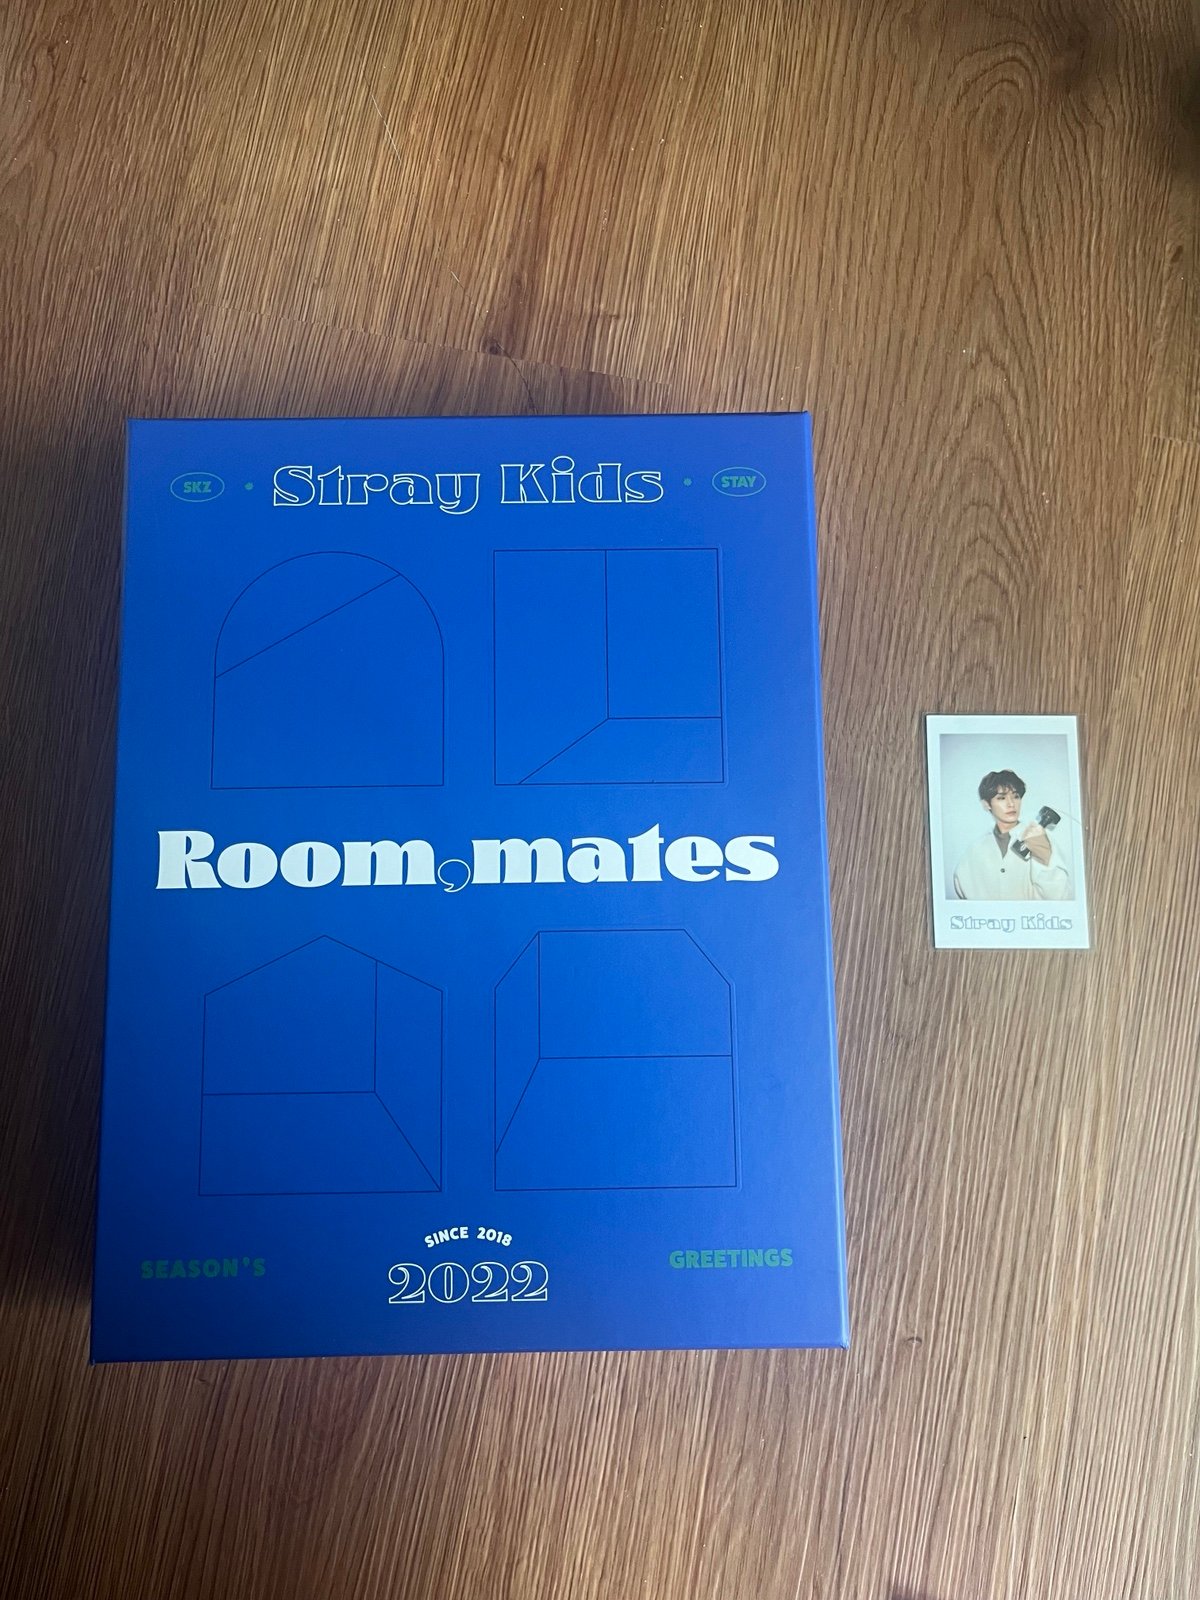 SKZ • Stray Kids • STAY
Room,mates
SINCE 2018
SEASON'S 2022 GREETINGS
Stray Kids